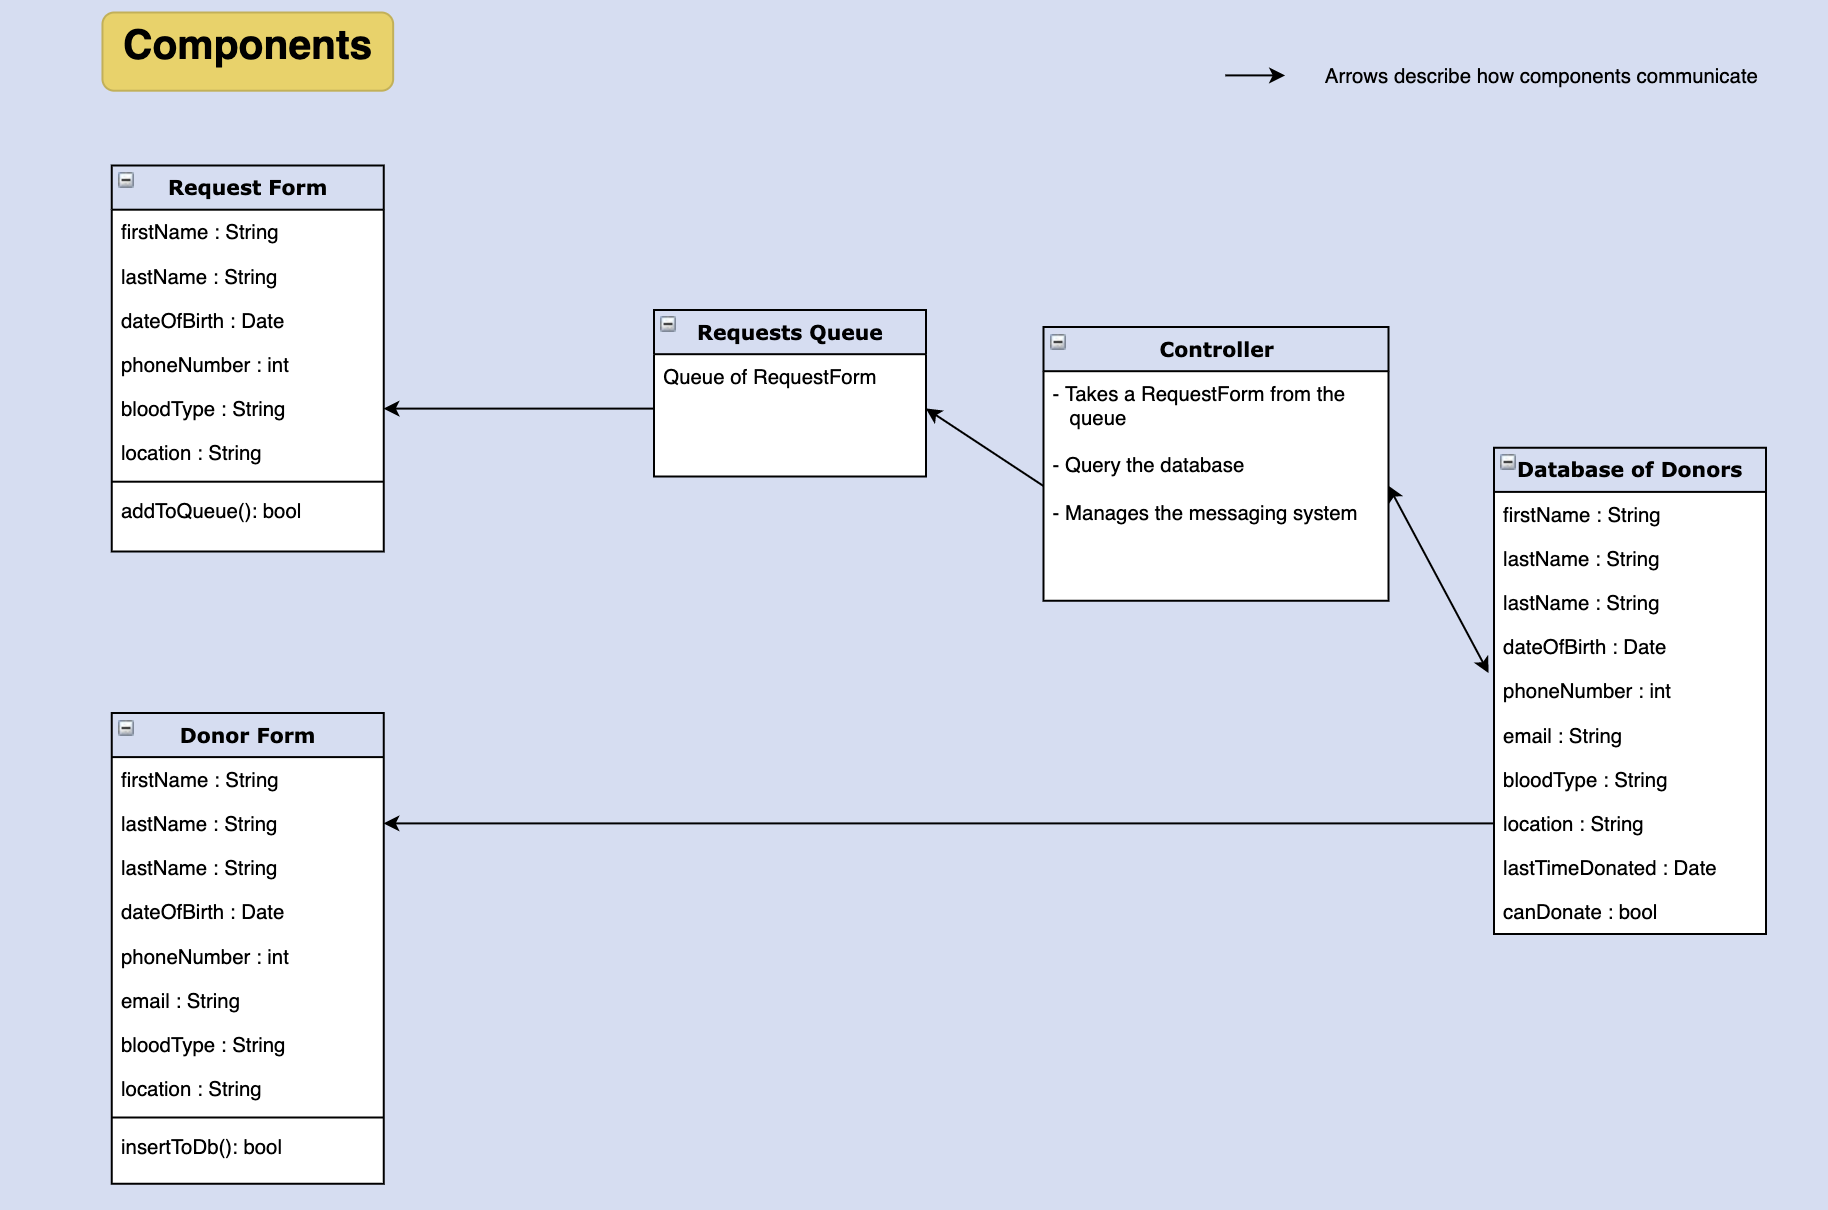 Components
Arrows describe how components communicate
Request Form
firstName : String
lastName : String
dateOfBirth : Date
phoneNumber : int
bloodType : String
location : String
addToQueue(): bool
Requests Queue
Queue of RequestForm
Controller
- Takes a RequestForm from the
queue
- Query the database
- Manages the messaging system
Database of Donors
firstName : String
lastName : String
lastName : String
dateOfBirth : Date
phoneNumber : int
email : String
bloodType : String
location : String
lastTimeDonated : Date
canDonate : bool
Donor Form
firstName : String
lastName : String
lastName : String
dateOfBirth : Date
phoneNumber : int
email : String
bloodType : String
location : String
insertToDb(): bool